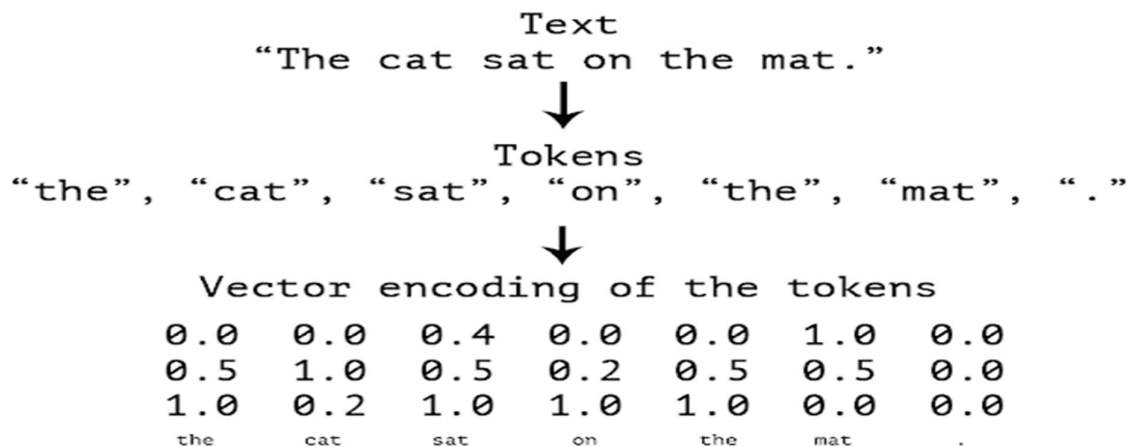 Text
“The cat sat on the mat.”
Tokens
“the”, “cat”, “sat”, “on”, “the”, “mat”, “.”
Vector encoding of the tokens
0.0 0.0 0.4 0.0 0.0 1.0 0.0
0.5 1.0 0.5 0.2 0.5 0.5 0.0
1.0 0.2 1.0 1.0 1.0 0.0 0.0
the cat sat on the mat .